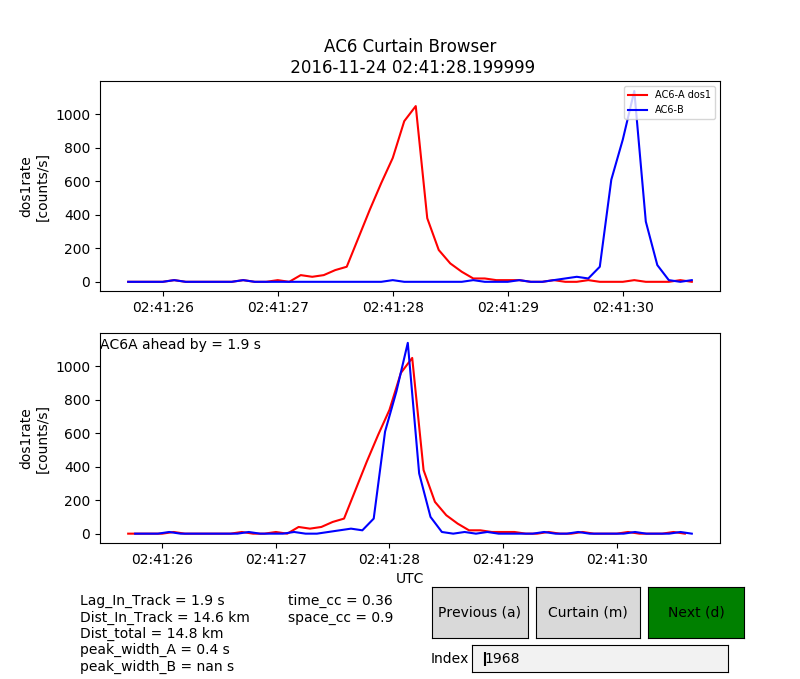 AC6 Curtain Browser
2016-11-24 02:41:28.199999
AC6-A dos1
AC6-B
dos1rate
[counts/s]
1000
800
600
400
200
0
02:41:26 02:41:27 02:41:28 02:41:29 02:41:30
AC6A ahead by = 1.9 s
dos1rate
[counts/s]
1000
800
600
400
200
0
02:41:26 02:41:27 02:41:28 02:41:29 02:41:30
UTC
Lag_In_Track = 1.9 s
Dist_In_Track = 14.6 km
Dist_total = 14.8 km
peak_width_A = 0.4 s
peak_width_B = nan s
time_cc = 0.36
space_cc = 0.9
Previous (a) Curtain (m) Next (d)
Index 1968